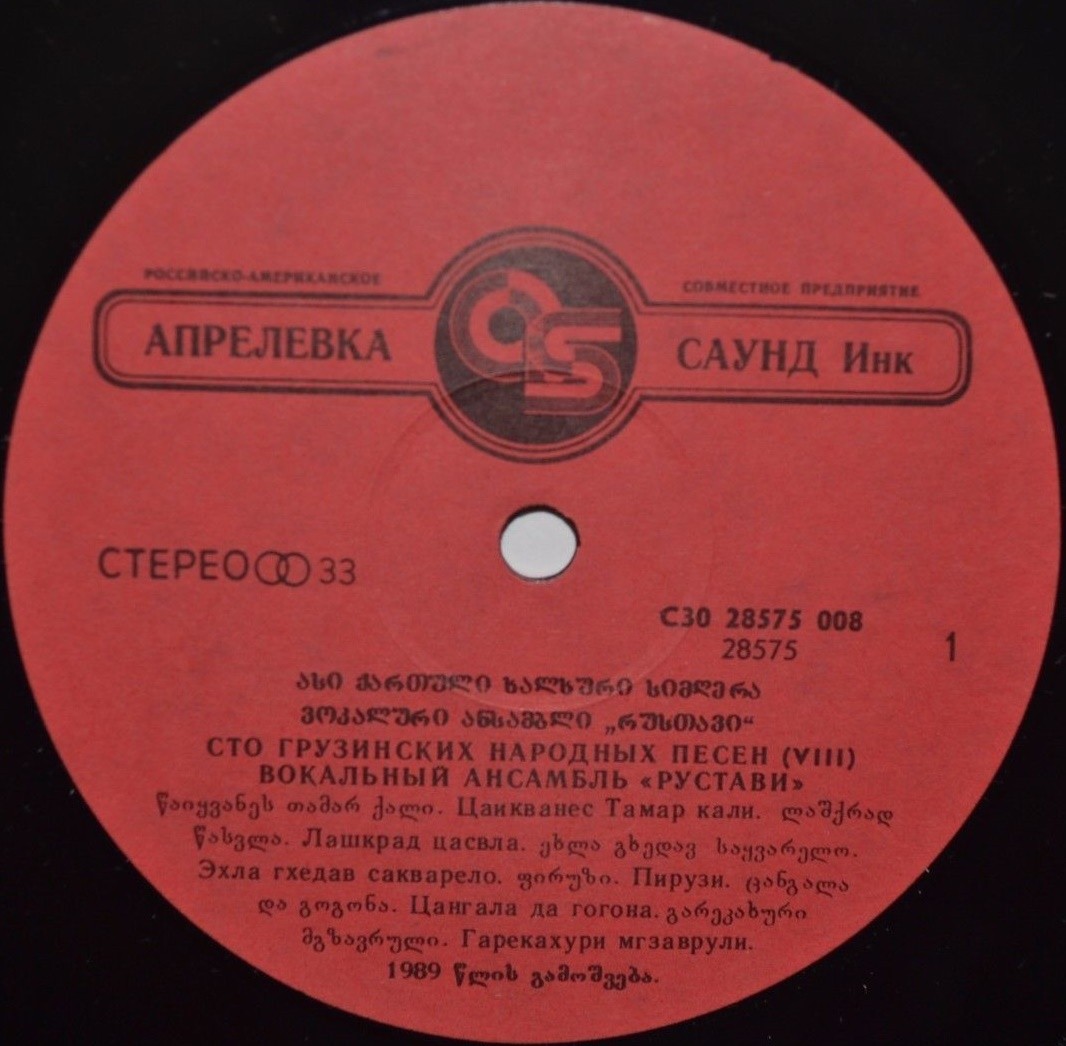 РОССИЙСКО-АМЕРИКАНСКОЕ
СОВМЕСТНОЕ ПРЕДПРИЯТИЕ
АПРЕЛЕВКА
САУНД Инк
СТЕРЕО 33
С30 28575 008
28575
1
ასი ქართული ხალხური სიმღერა
ვოკალური ანსამბლი „რუსთავი“
СТО ГРУЗИНСКИХ НАРОДНЫХ ПЕСЕН (VIII)
ВОКАЛЬНЫЙ АНСАМБЛЬ «РУСТАВИ»
წაიყვანეს თამარ ქალი. Цаикванес Тамар кали. ლაშქრად
წასვლა. Лашкрад цасвла. ეხლა გხედავ საყვარელო.
Эхла гхедав сакварело. ფირუზი. Пирузи. ცანგალა
და გოგონა. Цангала да гогона. გარეკახური
მგზავრული. Гарекахури мгзаврули.
1989 წლის გამოშვება.